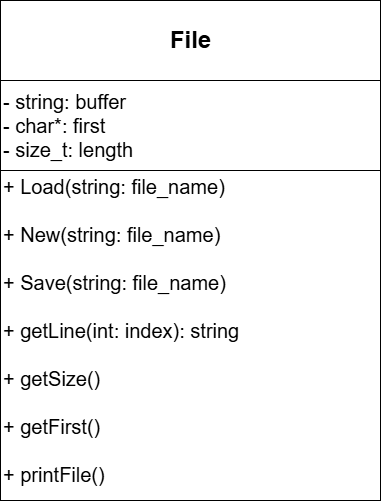 File
- string: buffer
- char*: first
- size_t: length
+ Load(string: file_name)
+ New(string: file_name)
+ Save(string: file_name)
+ getLine(int: index): string
+ getSize()
+ getFirst()
+ printFile()